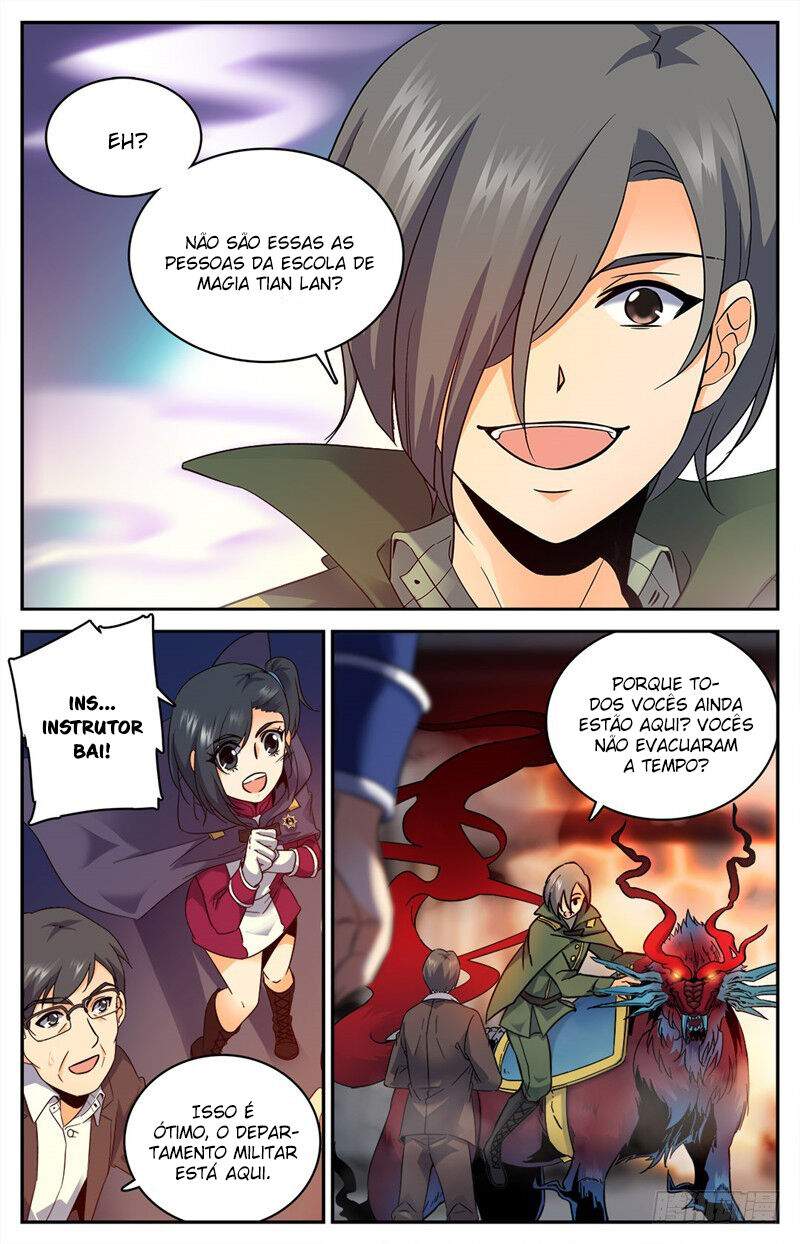 EH?
NÃO SÃO ESSAS AS
PESSOAS DA ESCOLA DE
MAGIA TIAN LAN?
INS...
INSTRUTOR
BAI!
ISSO É
ÓTIMO, O DEPAR-
TAMENTO MILITAR
ESTÁ AQUI.
PORQUE TO-
DOS VOCÊS AINDA
ESTÃO AQUI? VOCÊS
NÃO EVACUARAM
A TEMPO?